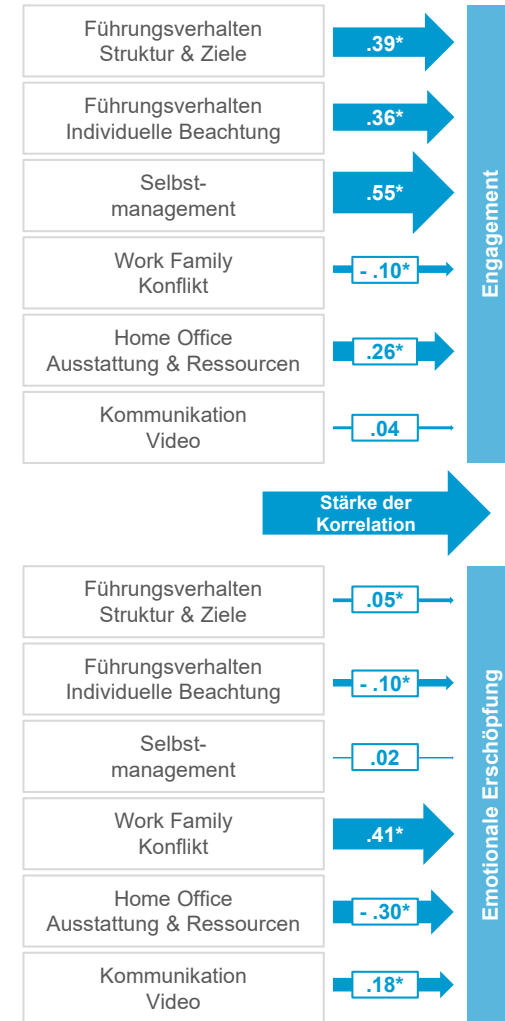 Führungsverhalten
Struktur & Ziele
.39*
Führungsverhalten
Individuelle Beachtung
.36*
Selbst-
management
.55*
Work Family
Konflikt
- .10*
Home Office
Ausstattung & Ressourcen
.26*
Kommunikation
Video
.04
Engagement
Stärke der
Korrelation
Führungsverhalten
Struktur & Ziele
.05*
Führungsverhalten
Individuelle Beachtung
- .10*
Selbst-
management
.02
Work Family
Konflikt
.41*
Home Office
Ausstattung & Ressourcen
- .30*
Kommunikation
Video
.18*
Emotionale Erschöpfung